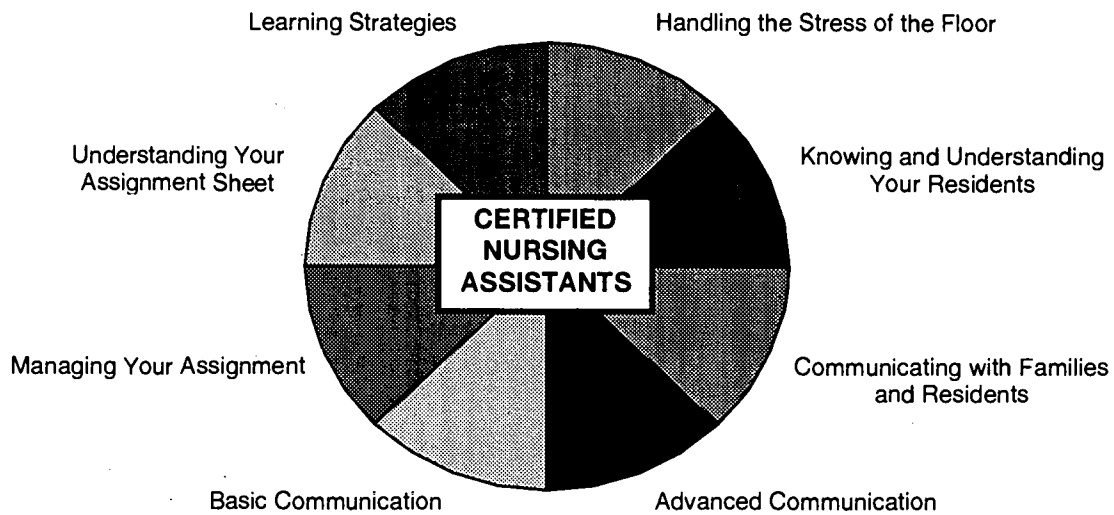 Learning Strategies
Handling the Stress of the Floor
Understanding Your
Assignment Sheet
Knowing and Understanding
Your Residents
CERTIFIED
NURSING
ASSISTANTS
Managing Your Assignment
Communicating with Families
and Residents
Basic Communication
Advanced Communication